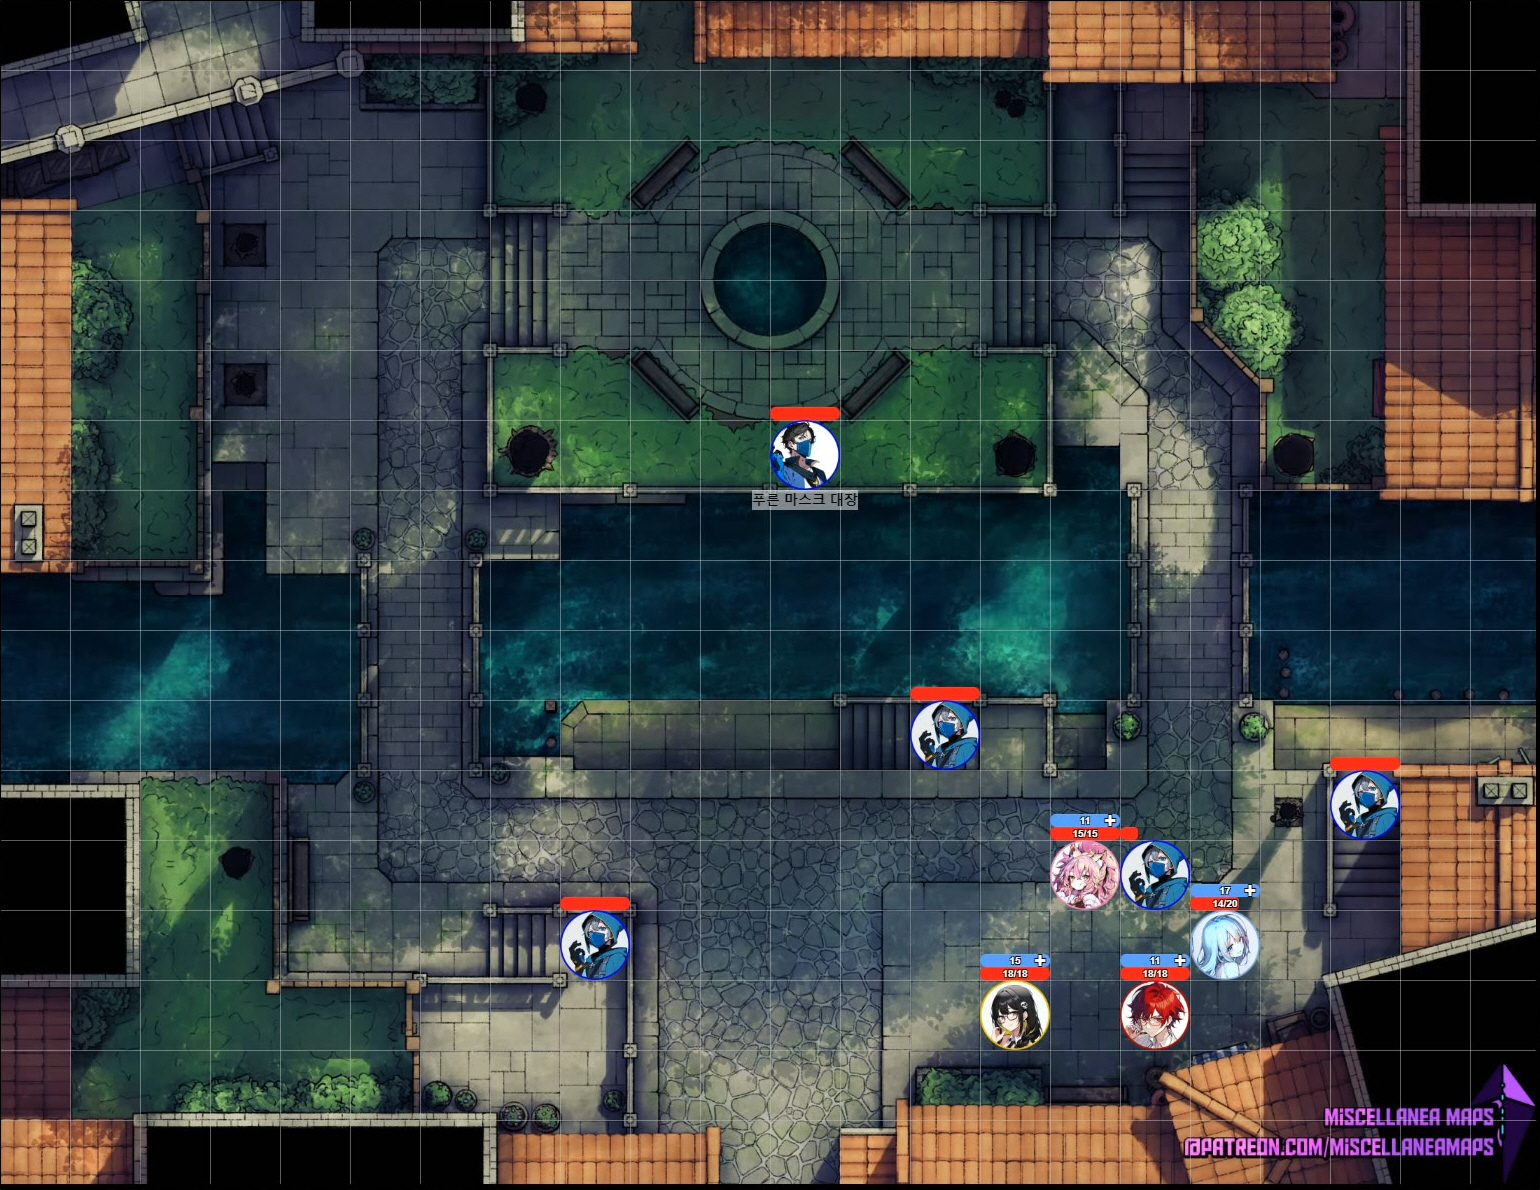 푸른 마스크 대장
11
15/15
17
14/20
15
18/18
11
18/18
MISCELLANEA MAPS
@PATREON.COM/MISCELLANEAMAPS